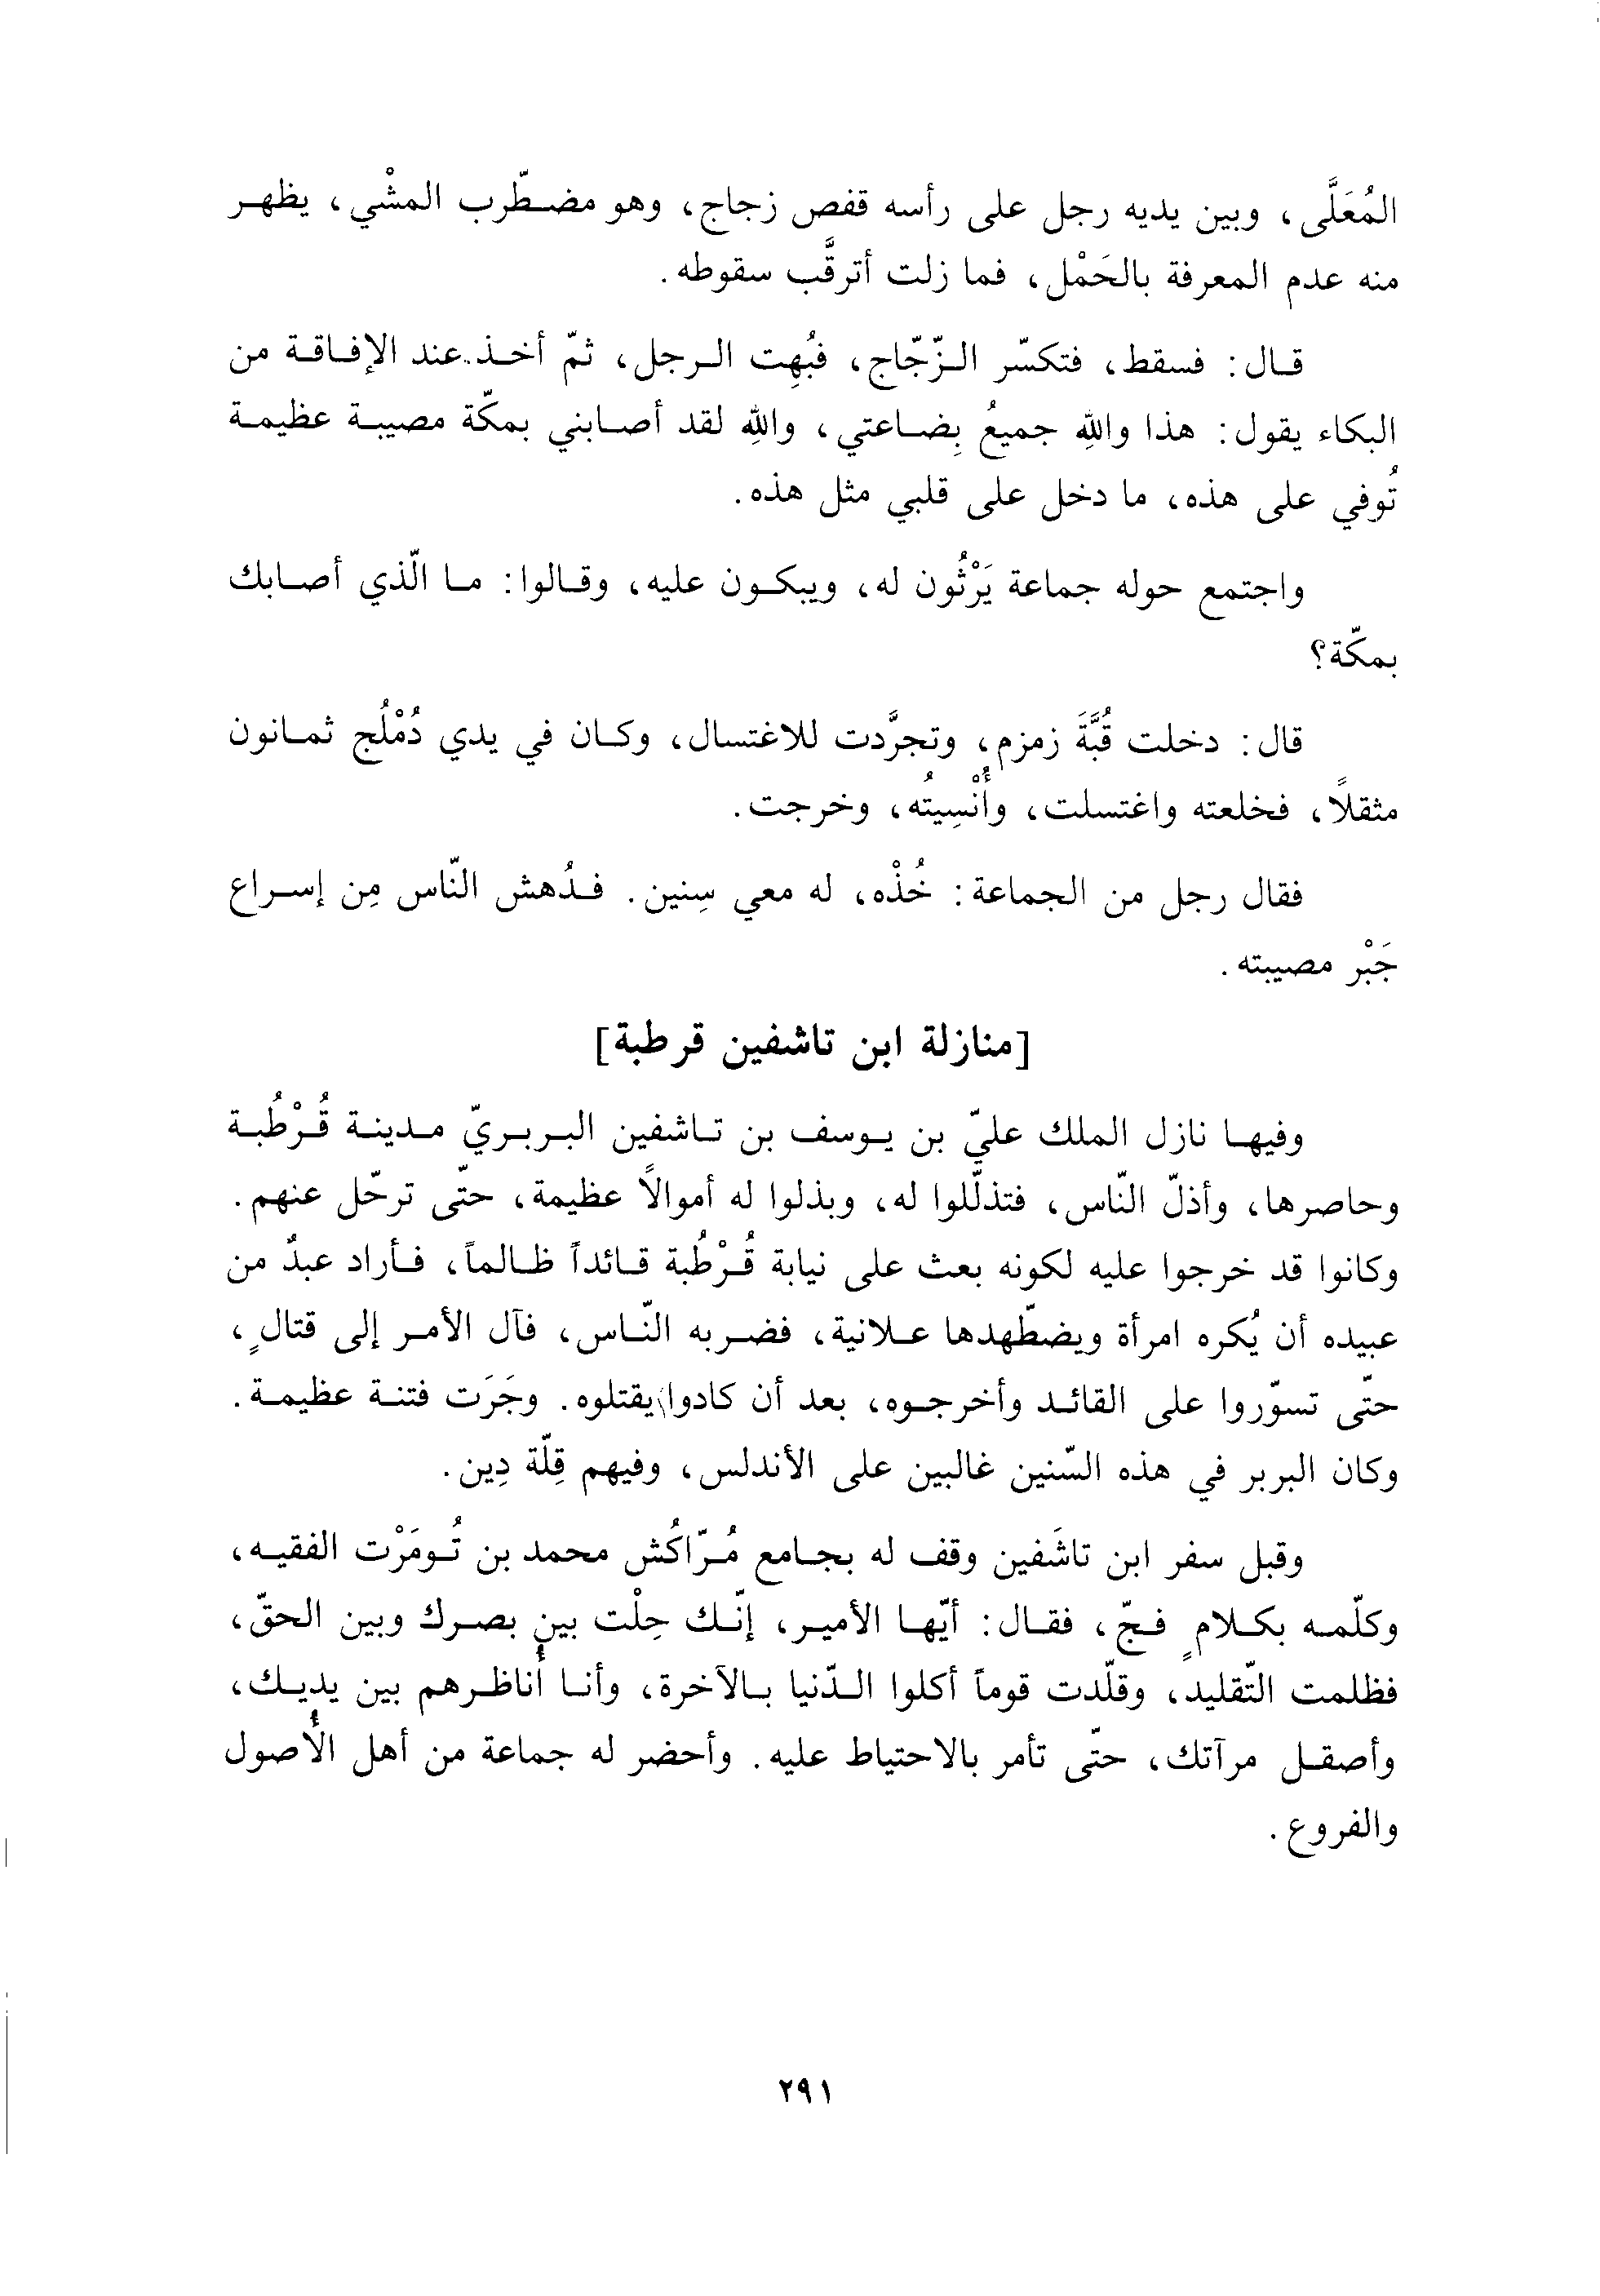 المُعَلَّى، وبين يديه رجل على رأسه قفص زجاج، وهو مضطّرب المشْي، يظهر
منه عدم المعرفة بالحَمْل، فما زلت أترقَّب سقوطه.
قال: فسقط، فتكسّر الزّجّاج، فبُهِت الرجل، ثمّ أخذ عند الإفاقة من
البكاء يقول: هذا واللهِ جميعُ بِضاعتي، واللهِ لقد أصابني بمكّة مصيبة عظيمة
تُوفي على هذه، ما دخل على قلبي مثل هذه.
واجتمع حوله جماعة يَرْثُون له، ويبكون عليه، وقالوا: ما الّذي أصابك
بمكّة؟
قال: دخلت قُبَّةَ زمزم، وتجرَّدت للاغتسال، وكان في يدي دُمْلُج ثمانون
مثقلاً، فخلعته واغتسلت، وأُنْسِيتُه، وخرجت.
فقال رجل من الجماعة: خُذْه، له معي سِنين. فدُهش النّاس مِن إسراع
جَبْر مصيبته.
[منازلة ابن تاشفين قرطبة]
وفيها نازل الملك عليّ بن يوسف بن تاشفين البربريّ مدينة قُرْطُبة
وحاصرها، وأذلّ النّاس، فتذلّلوا له، وبذلوا له أموالاً عظيمة، حتّى ترحّل عنهم.
وكانوا قد خرجوا عليه لكونه بعث على نيابة قُرْطُبة قائداً ظالماً، فأراد عبدٌ من
عبيده أن يُكره امرأة ويضطّهدها علانية، فضربه النّاس، فآل الأمر إلى قتالٍ،
حتّى تسوّروا على القائد وأخرجوه، بعد أن كادوا يقتلوه. وجَرَت فتنة عظيمة.
وكان البربر في هذه السّنين غالبين على الأندلس، وفيهم قِلّة دِين.
وقبل سفر ابن تاشَفين وقف له بجامع مُرّاكُش محمد بن تُومَرْت الفقيه،
وكلّمه بكلامٍ فجّ، فقال: أيّها الأمير، إنّك حِلْت بين بصرك وبين الحقّ،
فظلمت التّقليد، وقلّدت قوماً أكلوا الدّنيا بالآخرة، وأنا أُناظرهم بين يديك،
وأصقل مرآتك، حتّى تأمر بالاحتياط عليه. وأحضر له جماعة من أهل الأُصول
والفروع.
٢٩١